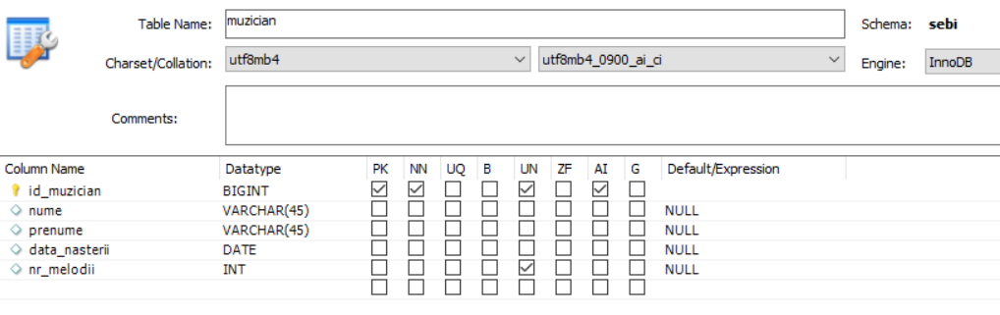 Table Name: muzician Schema: sebi
Charset/Collation: utf8mb4 utf8mb4_0900_ai_ci Engine: InnoDB
Comments:
Column Name Datatype PK NN UQ B UN ZF AI G Default/Expression
id_muzician BIGINT
nume VARCHAR(45) NULL
prenume VARCHAR(45) NULL
data_nasterii DATE NULL
nr_melodii INT NULL